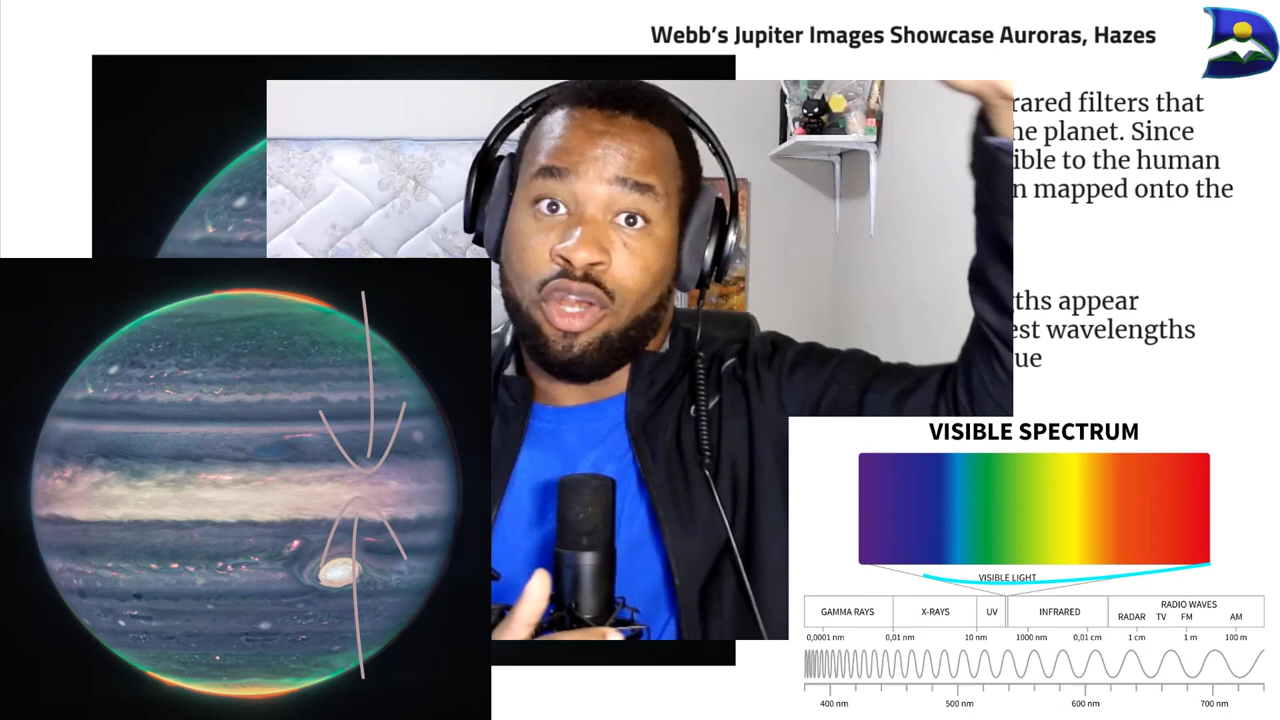 Webb's Jupiter Images Showcase Auroras, Hazes
rared filters that
he planet. Since
ible to the human
n mapped onto the
ths appear
est wavelengths
ue
VISIBLE SPECTRUM
VISIBLE LIGHT
GAMMA RAYS X-RAYS UV INFRARED RADIO WAVES
RADAR TV FM AM
0,0001 nm 0,01 nm 10 nm 1000 nm 0,01 cm 1 cm 1 m 100 m
400 nm 500 nm 600 nm 700 nm